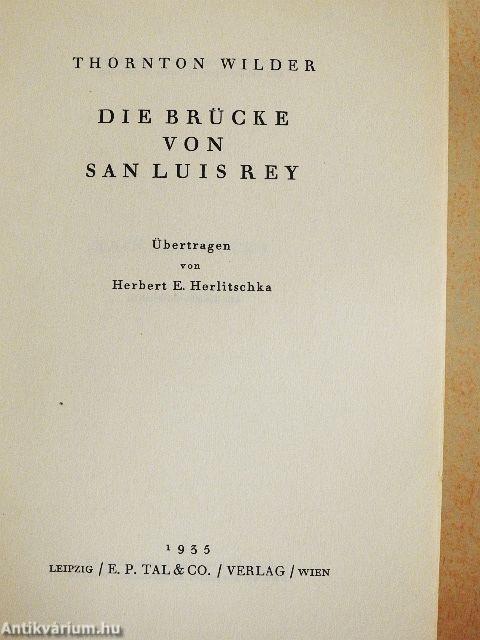 THORNTON WILDER
DIE BRÜCKE
VON
SAN LUIS REY
Übertragen
von
Herbert E. Herlitschka
1935
LEIPZIG / E. P. TAL & CO. / VERLAG / WIEN
Antikvárium.hu